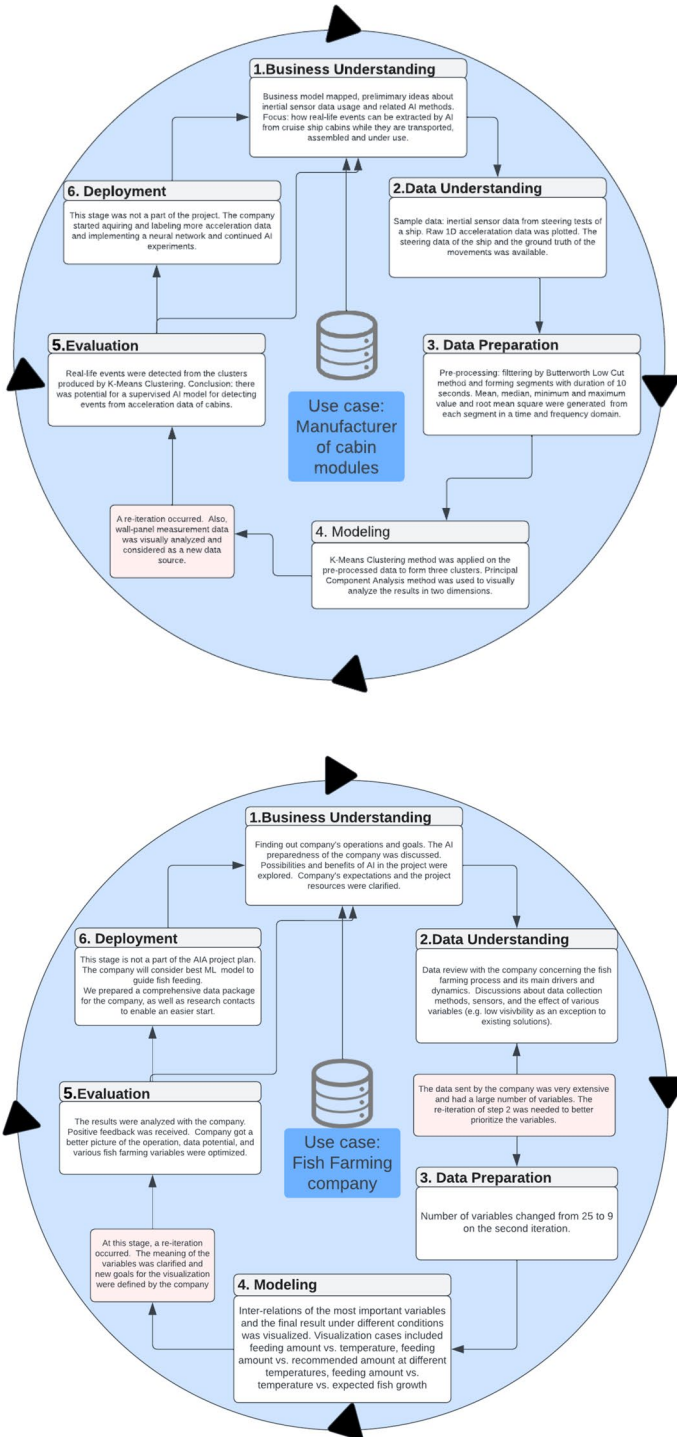 1.Business Understanding
Business model mapped, prelimimary ideas about
inertial sensor data usage and related AI methods.
Focus: how real-life events can be extracted by AI
from cruise ship cabins while they are transported,
assembled and under use.
6. Deployment
This stage was not a part of the project. The company
started aquiring and labeling more acceleration data
and implementing a neural network and continued AI
experiments.
2.Data Understanding
Sample data: inertial sensor data from steering tests of
a ship. Raw 1D acceleratation data was plotted. The
steering data of the ship and the ground truth of the
movements was available.
5.Evaluation
Real-life events were detected from the clusters
produced by K-Means Clustering. Conclusion: there
was potential for a supervised AI model for detecting
events from acceleration data of cabins.
3. Data Preparation
Pre-processing: filttering by Butterworth Low Cut
method and forming segments with duration of 10
seconds. Mean, median, minimum and maximum
value and root mean square were generated from
each segment in a time and frequency domain.
Use case:
Manufacturer
of cabin
modules
A re-iteration occurred. Also,
wall-panel measurement data
was visually analyzed and
considered as a new data
source.
4. Modeling
K-Means Clustering method was applied on the
pre-processed data to form three clusters. Principal
Component Analysis method was used to visually
analyze the results in two dimensions.
1.Business Understanding
Finding out company's operations and goals. The AI
preparedness of the company was discussed.
Possibilities and benefits of AI in the project were
explored. Company's expectations and the project
resources were clarified.
6. Deployment
This stage is not a part of the AIA project plan.
The company will consider best ML model to
guide fish feeding.
We prepared a comprehensive data package
for the company, as well as research contacts
to enable an easier start.
2.Data Understanding
Data review with the company concerning the fish
farming process and its main drivers and
dynamics. Discussions about data collection
methods, sensors, and the effect of various
variables (e.g. low visivbility as an exception to
existing solutions).
The data sent by the company was very extensive
and had a large number of variables. The
re-iteration of step 2 was needed to better
prioritize the variables.
5.Evaluation
The results were analyzed with the company.
Positive feedback was received. Company got a
better picture of the operation, data potential, and
various fish farming variables were optimized.
Use case:
Fish Farming
company
3. Data Preparation
Number of variables changed from 25 to 9
on the second iteration.
At this stage, a re-iteration
occurred. The meaning of the
variables was clarified and
new goals for the visualization
were defined by the company
4. Modeling
Inter-relations of the most important variables
and the final result under different conditions
was visualized. Visualization cases included
feeding amount vs. temperature, feeding
amount vs. recommended amount at different
temperatures, feeding amount vs.
temperature vs. expected fish growth